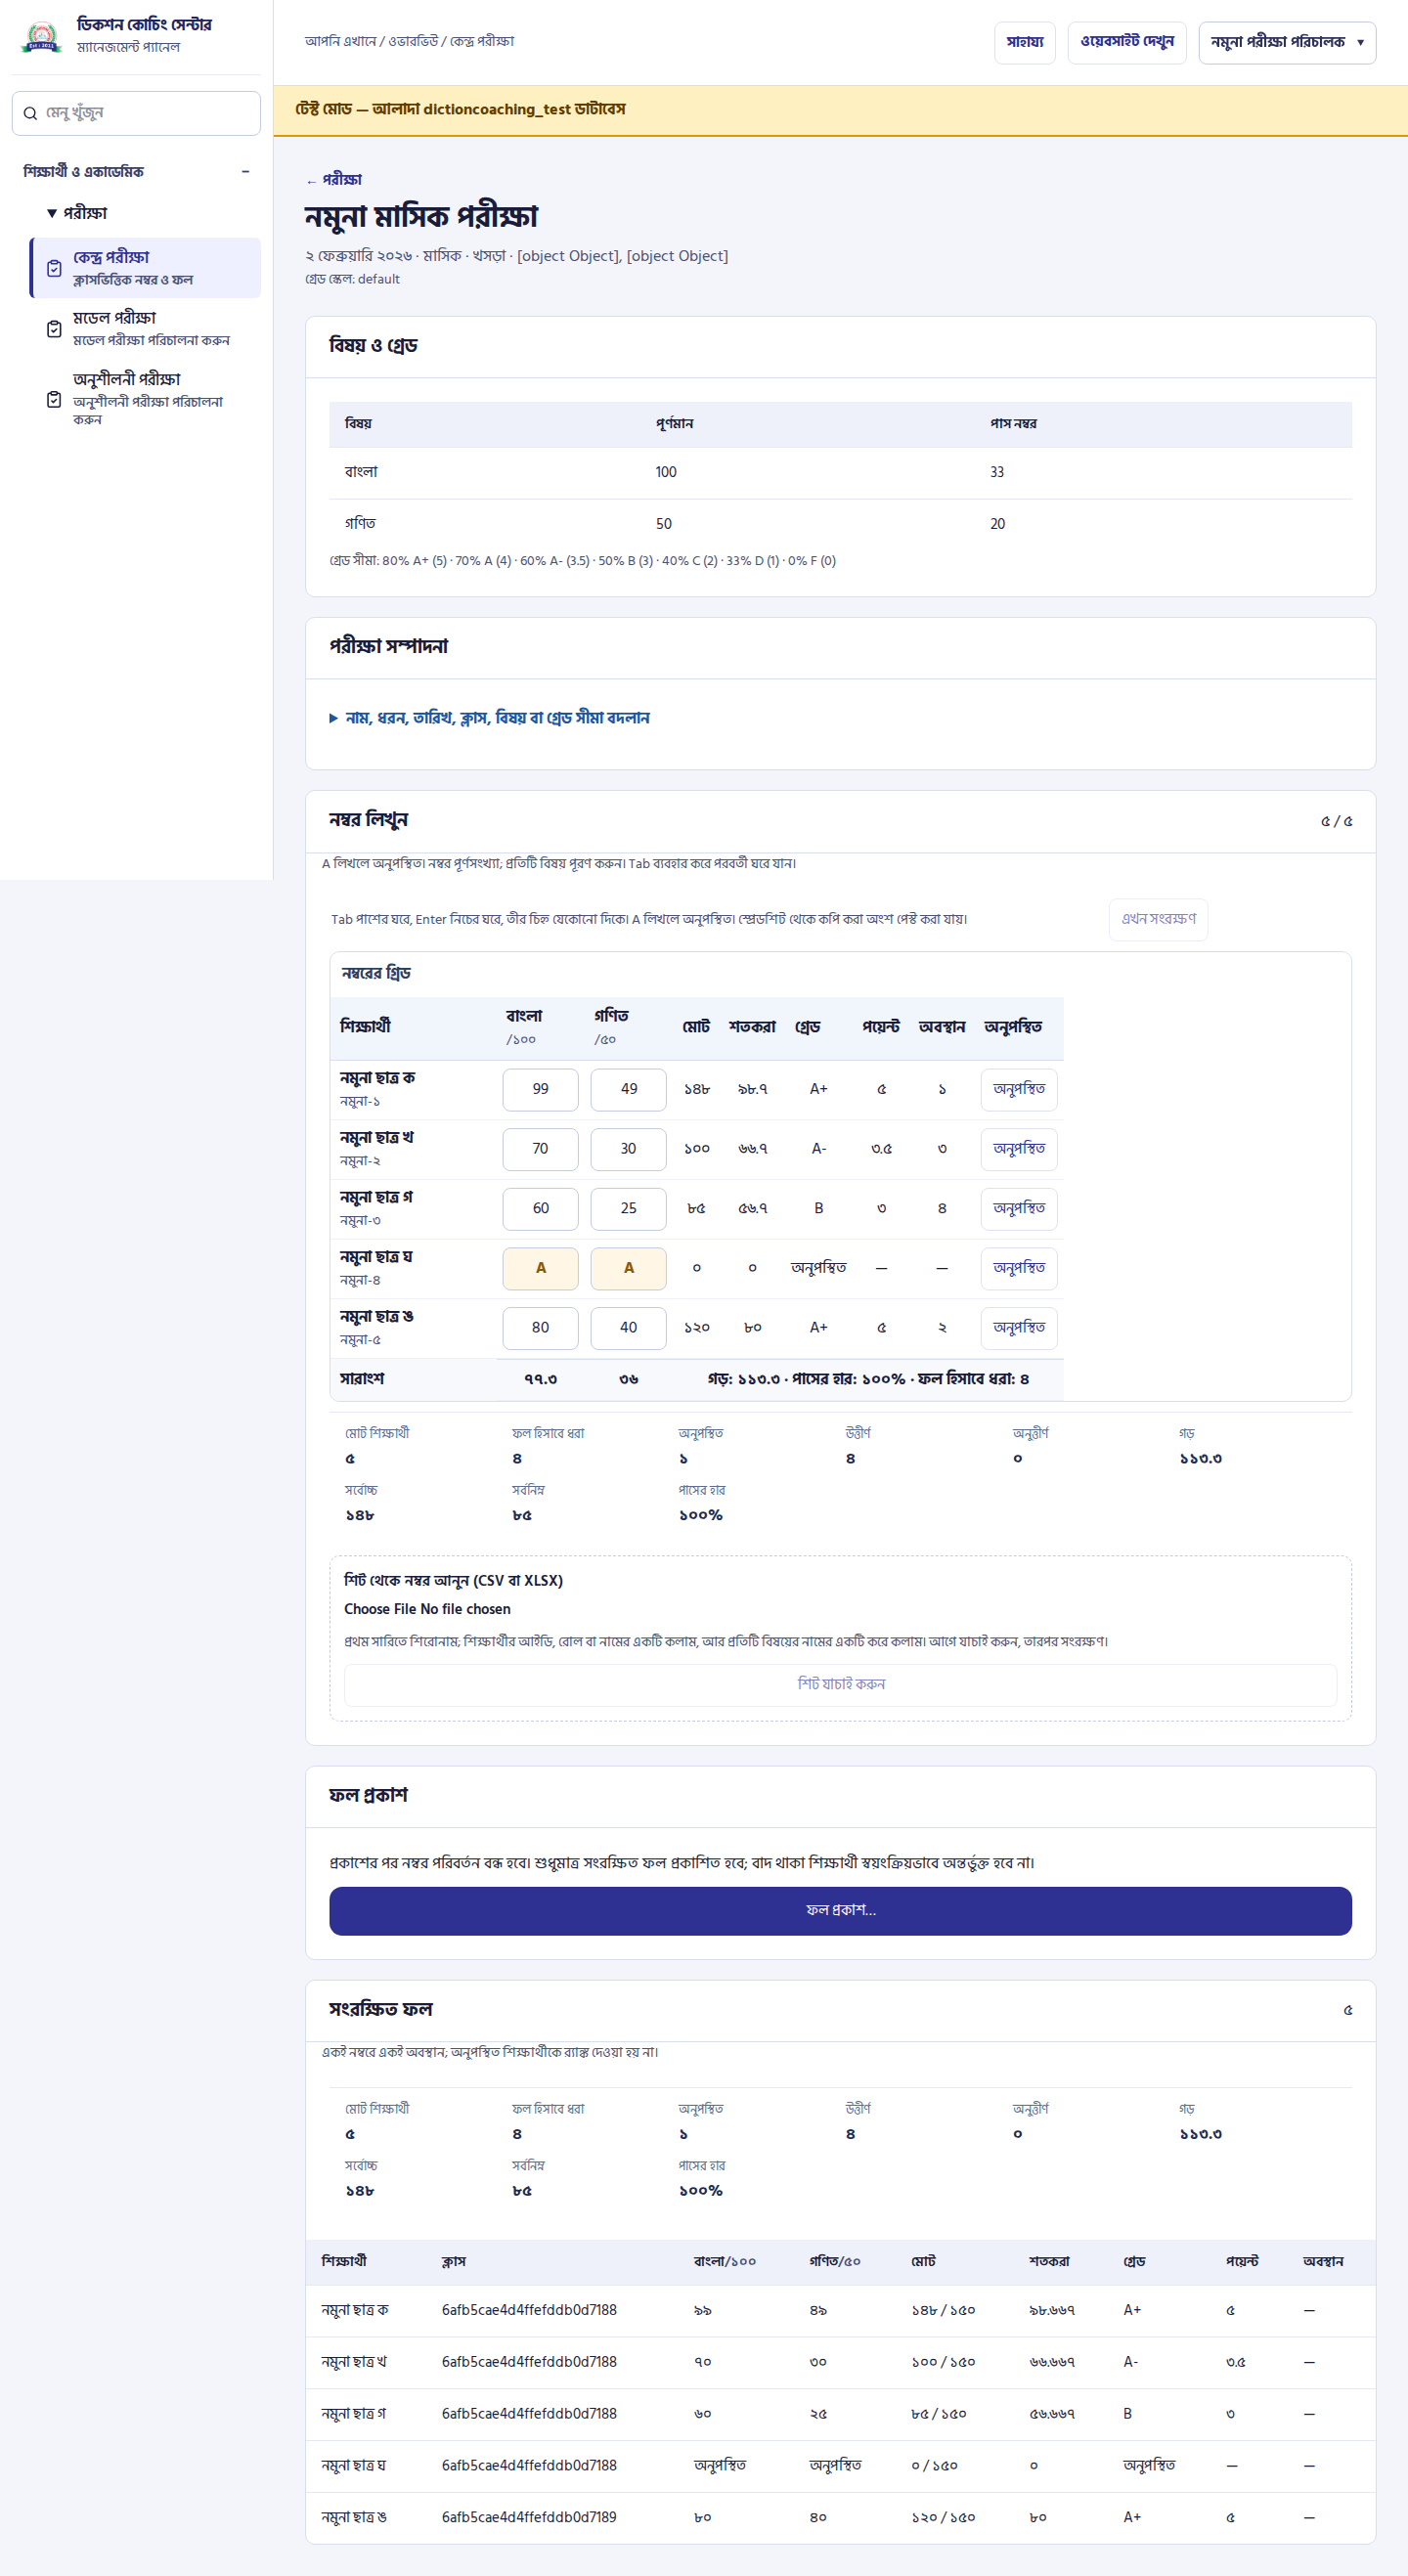 ডিকশন কোচিং সেন্টার
ম্যানেজমেন্ট প্যানেল
Est : 2011
মেনু খুঁজুন
শিক্ষার্থী ও একাডেমিক −
▼ পরীক্ষা
কেন্দ্র পরীক্ষা
ক্লাসভিত্তিক নম্বর ও ফল
মডেল পরীক্ষা
মডেল পরীক্ষা পরিচালনা করুন
অনুশীলনী পরীক্ষা
অনুশীলনী পরীক্ষা পরিচালনা
করুন
আপনি এখানে / ওভারভিউ / কেন্দ্র পরীক্ষা
সাহায্য
ওয়েবসাইট দেখুন
নমুনা পরীক্ষা পরিচালক ▼
টেস্ট মোড — আলাদা dictioncoaching_test ডাটাবেস
← পরীক্ষা
নমুনা মাসিক পরীক্ষা
২ ফেব্রুয়ারি ২০২৬ · মাসিক · খসড়া · [object Object], [object Object]
গ্রেড স্কেল: default
বিষয় ও গ্রেড
বিষয় পূর্ণমান পাস নম্বর
বাংলা 100 33
গণিত 50 20
গ্রেড সীমা: 80% A+ (5) · 70% A (4) · 60% A- (3.5) · 50% B (3) · 40% C (2) · 33% D (1) · 0% F (0)
পরীক্ষা সম্পাদনা
▶ নাম, ধরন, তারিখ, ক্লাস, বিষয় বা গ্রেড সীমা বদলান
নম্বর লিখুন ৫ / ৫
A লিখলে অনুপস্থিত। নম্বর পূর্ণসংখ্যা; প্রতিটি বিষয় পূরণ করুন। Tab ব্যবহার করে পরবর্তী ঘরে যান।
Tab পাশের ঘরে, Enter নিচের ঘরে, তীর চিহ্ন যেকোনো দিকে। A লিখলে অনুপস্থিত। স্প্রেডশিট থেকে কপি করা অংশ পেস্ট করা যায়। এখন সংরক্ষণ
নম্বরের গ্রিড
শিক্ষার্থী বাংলা /১০০ গণিত /৫০ মোট শতকরা গ্রেড পয়েন্ট অবস্থান অনুপস্থিত
নমুনা ছাত্র ক 99 49 ১৪৮ ৯৮.৭ A+ ৫ ১ অনুপস্থিত
নমুনা-১
নমুনা ছাত্র খ 70 30 ১০০ ৬৬.৭ A- ৩.৫ ৩ অনুপস্থিত
নমুনা-২
নমুনা ছাত্র গ 60 25 ৮৫ ৫৬.৭ B ৩ ৪ অনুপস্থিত
নমুনা-৩
নমুনা ছাত্র ঘ A A ০ ০ অনুপস্থিত — — অনুপস্থিত
নমুনা-৪
নমুনা ছাত্র ঙ 80 40 ১২০ ৮০ A+ ৫ ২ অনুপস্থিত
নমুনা-৫
সারাংশ ৭৭.৩ ৩৬ গড়: ১১৩.৩ · পাসের হার: ১০০% · ফল হিসাবে ধরা: ৪
মোট শিক্ষার্থী ফল হিসাবে ধরা অনুপস্থিত উত্তীর্ণ অনুত্তীর্ণ গড়
৫ ৪ ১ ৪ ০ ১১৩.৩
সর্বোচ্চ সর্বনিম্ন পাসের হার
১৪৮ ৮৫ ১০০%
শিট থেকে নম্বর আনুন (CSV বা XLSX)
Choose File No file chosen
প্রথম সারিতে শিরোনাম; শিক্ষার্থীর আইডি, রোল বা নামের একটি কলাম, আর প্রতিটি বিষয়ের নামের একটি করে কলাম। আগে যাচাই করুন, তারপর সংরক্ষণ।
শিট যাচাই করুন
ফল প্রকাশ
প্রকাশের পর নম্বর পরিবর্তন বন্ধ হবে। শুধুমাত্র সংরক্ষিত ফল প্রকাশিত হবে; বাদ থাকা শিক্ষার্থী স্বয়ংক্রিয়ভাবে অন্তর্ভুক্ত হবে না।
ফল প্রকাশ...
সংরক্ষিত ফল ৫
একই নম্বরে একই অবস্থান; অনুপস্থিত শিক্ষার্থীকে র‍্যাঙ্ক দেওয়া হয় না।
মোট শিক্ষার্থী ফল হিসাবে ধরা অনুপস্থিত উত্তীর্ণ অনুত্তীর্ণ গড়
৫ ৪ ১ ৪ ০ ১১৩.৩
সর্বোচ্চ সর্বনিম্ন পাসের হার
১৪৮ ৮৫ ১০০%
শিক্ষার্থী ক্লাস বাংলা/১০০ গণিত/৫০ মোট শতকরা গ্রেড পয়েন্ট অবস্থান
নমুনা ছাত্র ক 6afb5cae4d4ffefddb0d7188 ৯৯ ৪৯ ১৪৮ / ১৫০ ৯৮.৬৬৭ A+ ৫ —
নমুনা ছাত্র খ 6afb5cae4d4ffefddb0d7188 ৭০ ৩০ ১০০ / ১৫০ ৬৬.৬৬৭ A- ৩.৫ —
নমুনা ছাত্র গ 6afb5cae4d4ffefddb0d7188 ৬০ ২৫ ৮৫ / ১৫০ ৫৬.৬৬৭ B ৩ —
নমুনা ছাত্র ঘ 6afb5cae4d4ffefddb0d7188 অনুপস্থিত অনুপস্থিত ০ / ১৫০ ০ অনুপস্থিত — —
নমুনা ছাত্র ঙ 6afb5cae4d4ffefddb0d7189 ৮০ ৪০ ১২০ / ১৫০ ৮০ A+ ৫ —